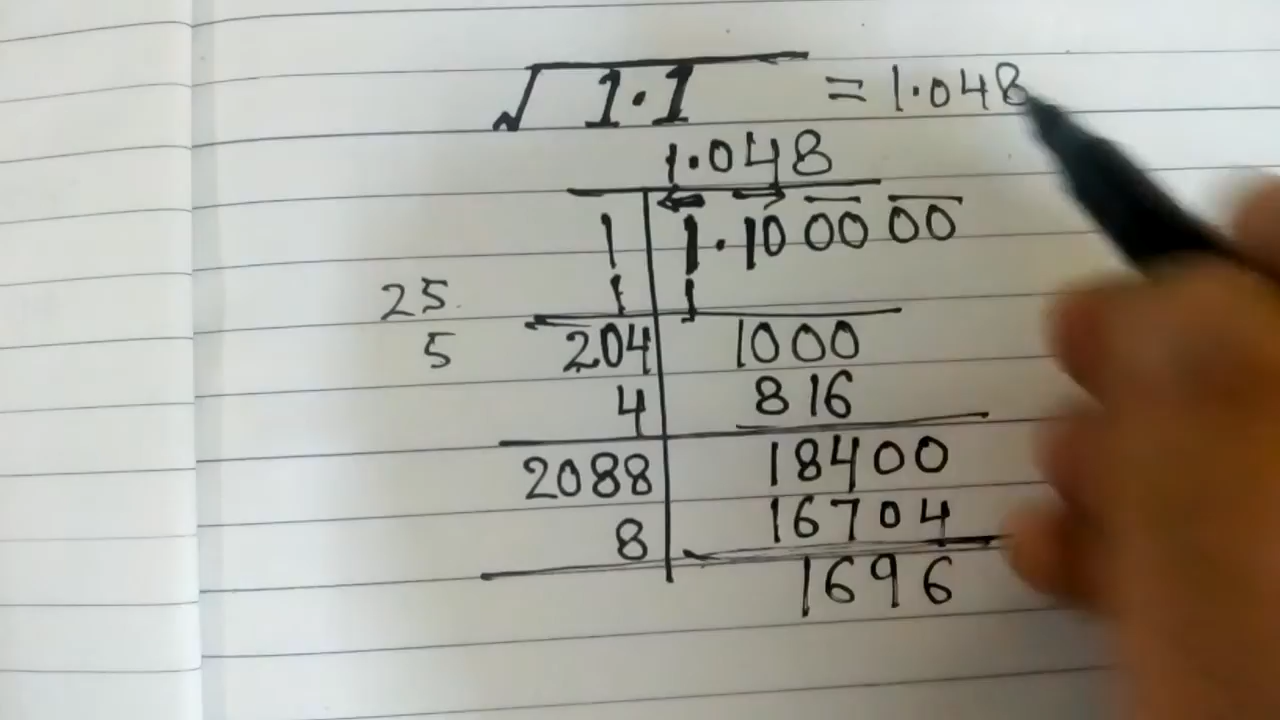 √1.1 = 1.048
1.048
1 1.10 00 00
25 1 1
5 204 1000
4 816
2088 18400
8 16704
1696